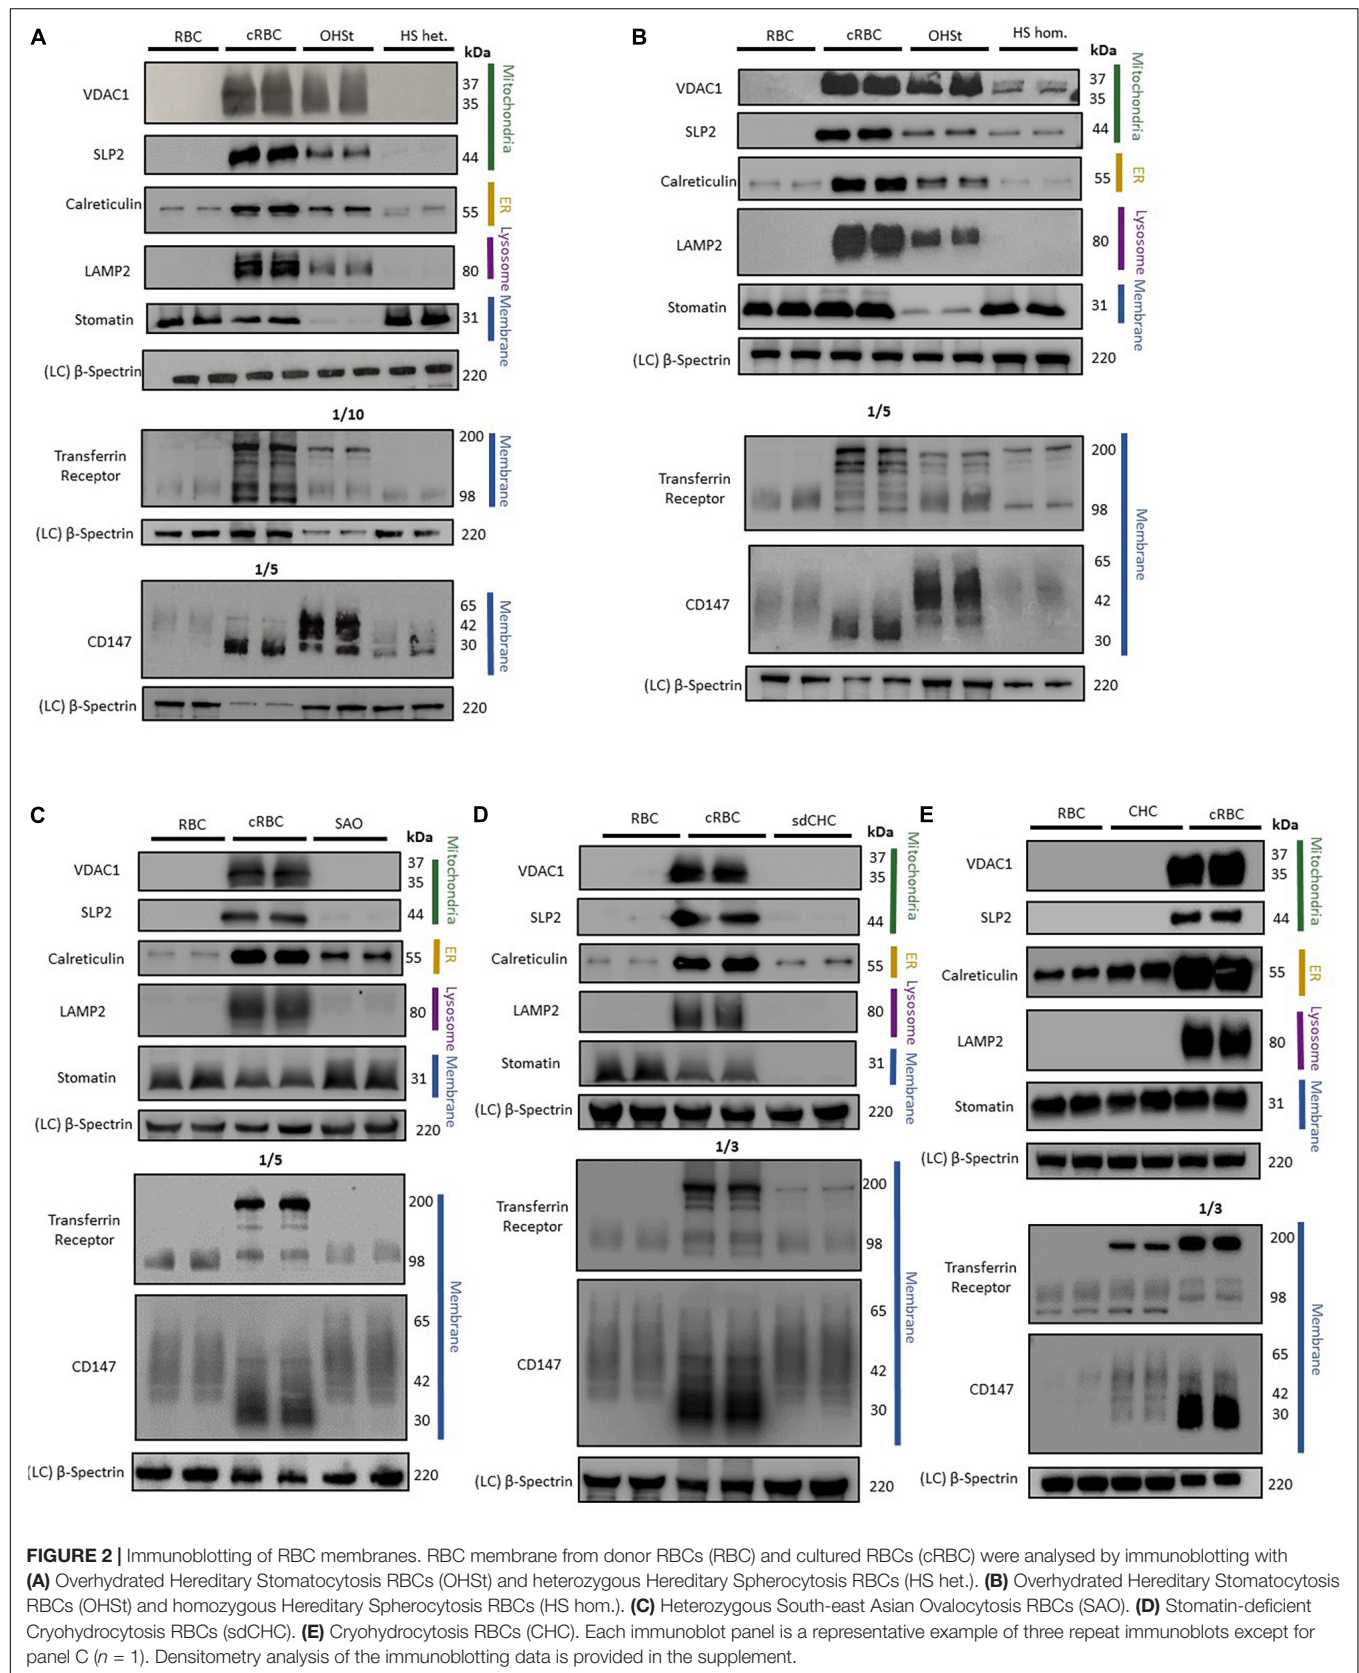 A
RBC cRBC OHSt HS het.
kDa
VDAC1 37
35
Mitochondria
SLP2 44
Calreticulin 55 ER
LAMP2 80 Lysosome
Stomatin 31 Membrane
(LC) β-Spectrin 220
1/10
Transferrin
Receptor
200
98
Membrane
(LC) β-Spectrin 220
1/5
CD147
65
42
30
Membrane
(LC) β-Spectrin 220
B
RBC cRBC OHSt HS hom.
kDa
VDAC1 37
35
Mitochondria
SLP2 44
Calreticulin 55 ER
LAMP2 80 Lysosome
Stomatin 31 Membrane
(LC) β-Spectrin 220
1/5
Transferrin
Receptor
200
98
CD147
65
42
30
Membrane
(LC) β-Spectrin 220
C
RBC cRBC SAO
kDa
VDAC1 37
35
Mitochondria
SLP2 44
Calreticulin 55 ER
LAMP2 80 Lysosome
Stomatin 31 Membrane
(LC) β-Spectrin 220
1/5
Transferrin
Receptor
200
98
CD147
65
42
30
Membrane
(LC) β-Spectrin 220
D
RBC cRBC sdCHC
kDa
VDAC1 37
35
Mitochondria
SLP2 44
Calreticulin 55 ER
LAMP2 80 Lysosome
Stomatin 31 Membrane
(LC) β-Spectrin 220
1/3
Transferrin
Receptor
200
98
CD147
65
42
30
Membrane
(LC) β-Spectrin 220
E
RBC CHC cRBC
kDa
VDAC1 37
35
Mitochondria
SLP2 44
Calreticulin 55 ER
LAMP2 80 Lysosome
Stomatin 31 Membrane
(LC) β-Spectrin 220
1/3
Transferrin
Receptor
200
98
CD147
65
42
30
Membrane
(LC) β-Spectrin 220
FIGURE 2 | Immunoblotting of RBC membranes. RBC membrane from donor RBCs (RBC) and cultured RBCs (cRBC) were analysed by immunoblotting with
(A) Overhydrated Hereditary Stomatocytosis RBCs (OHSt) and heterozygous Hereditary Spherocytosis RBCs (HS het.). (B) Overhydrated Hereditary Stomatocytosis
RBCs (OHSt) and homozygous Hereditary Spherocytosis RBCs (HS hom.). (C) Heterozygous South-east Asian Ovalocytosis RBCs (SAO). (D) Stomatin-deficient
Cryohydrocytosis RBCs (sdCHC). (E) Cryohydrocytosis RBCs (CHC). Each immunoblot panel is a representative example of three repeat immunoblots except for
panel C (n = 1). Densitometry analysis of the immunoblotting data is provided in the supplement.